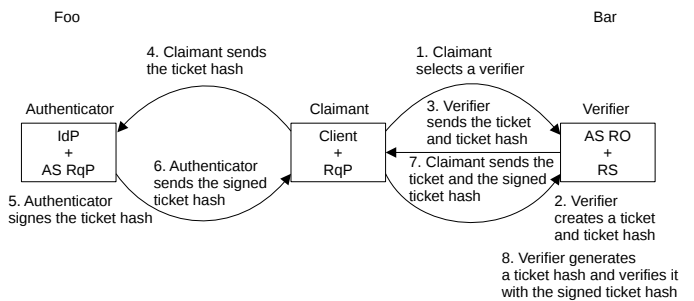 Foo
Bar
4. Claimant sends
the ticket hash
1. Claimant
selects a verifier
Authenticator
Claimant
Verifier
3. Verifier
sends the ticket
and ticket hash
IdP
+
AS RqP
Client
+
RqP
AS RO
+
RS
6. Authenticator
sends the signed
ticket hash
7. Claimant sends the
ticket and the signed
ticket hash
5. Authenticator
signes the ticket hash
2. Verifier
creates a ticket
and ticket hash
8. Verifier generates
a ticket hash and verifies it
with the signed ticket hash